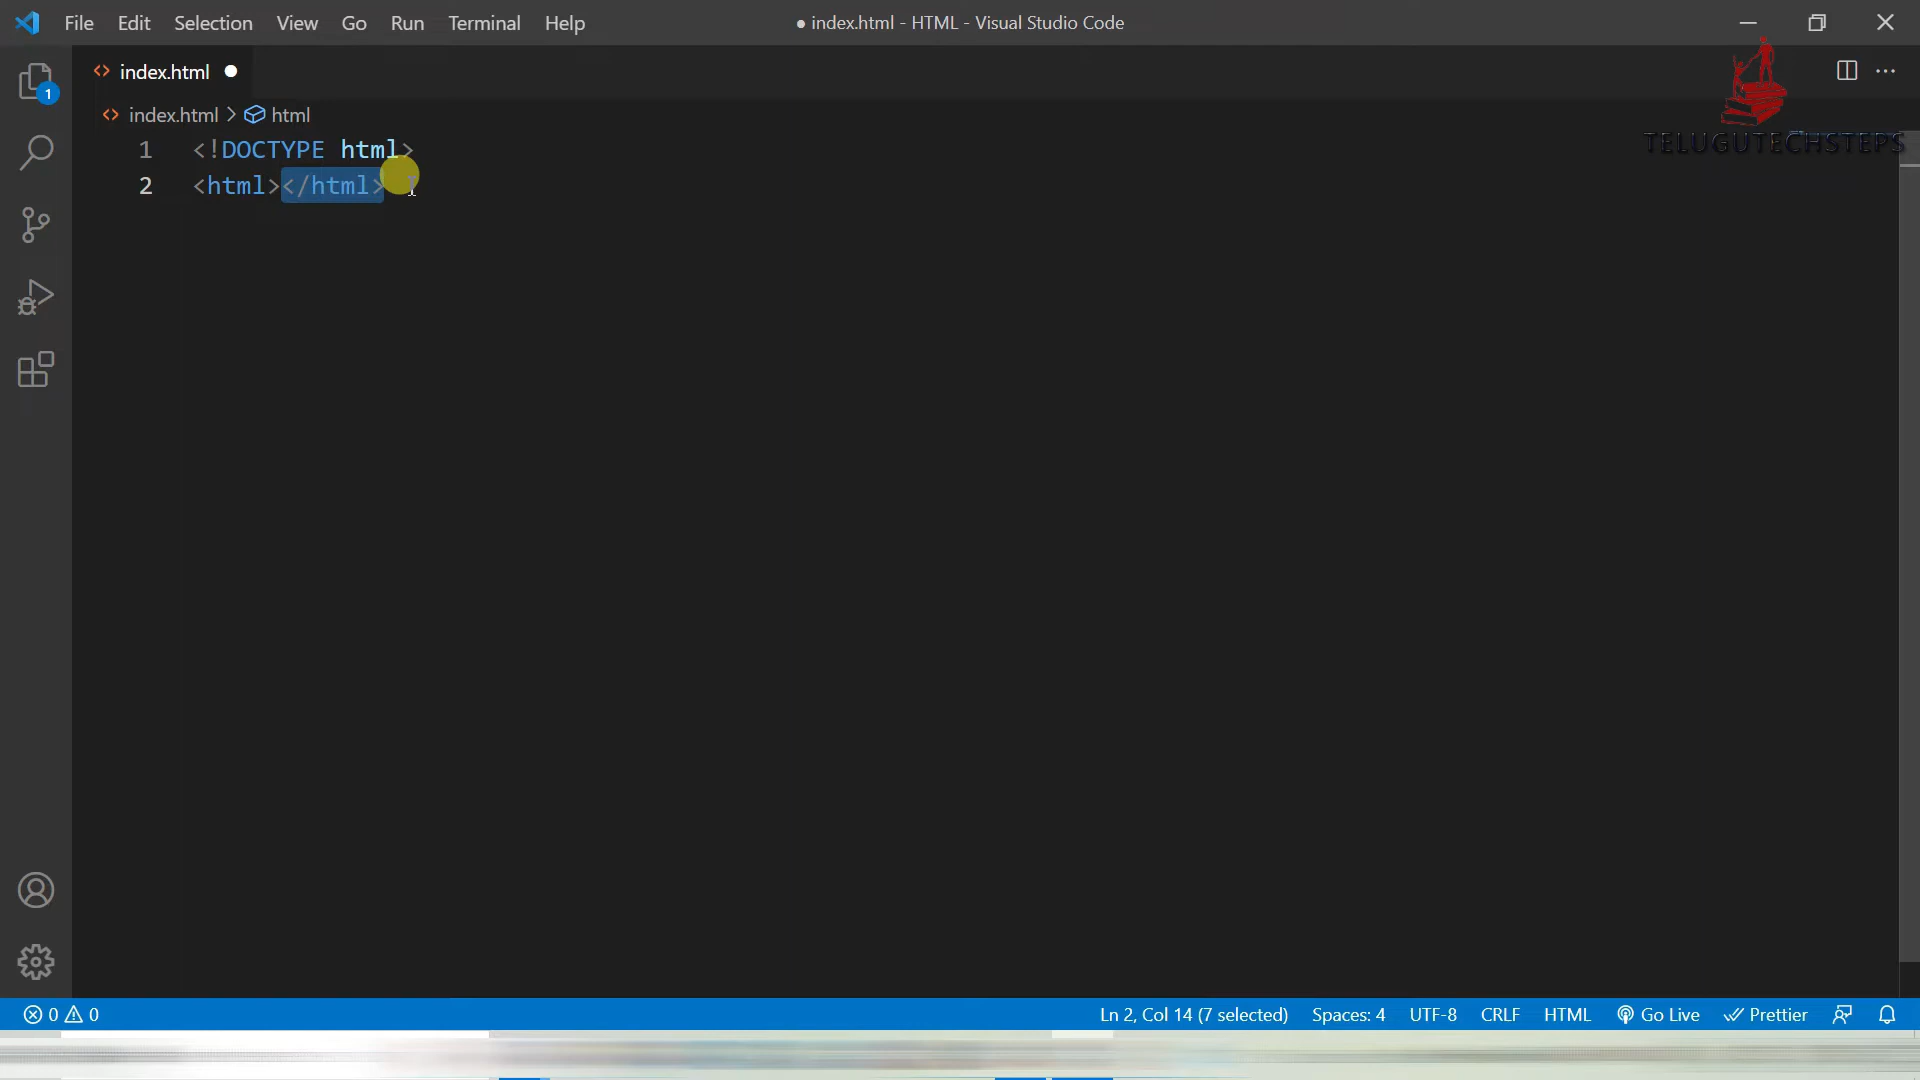 File Edit Selection View Go Run Terminal Help
● index.html - HTML - Visual Studio Code
index.html
index.html > html
1 <!DOCTYPE html>
2 <html></html>
TELUGUTECHSTEPS
1
0 0
Ln 2, Col 14 (7 selected) Spaces: 4 UTF-8 CRLF HTML Go Live Prettier